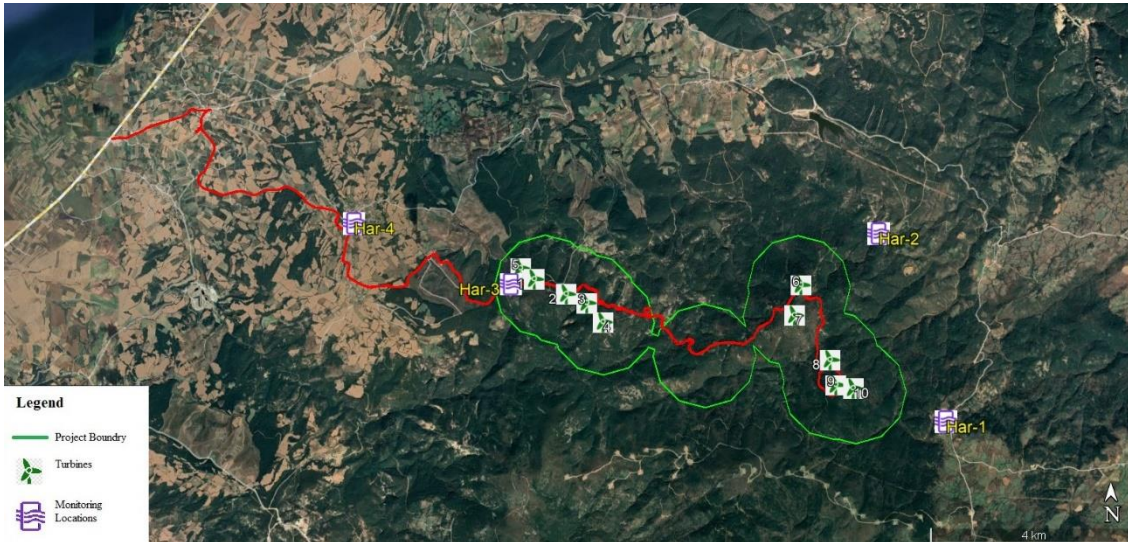 Har-4
Har-2
5
Har-3
1
2
3
4
6
7
8
9
10
Har-1
Legend
Project Boundry
Turbines
Monitoring
Locations
N
4 km